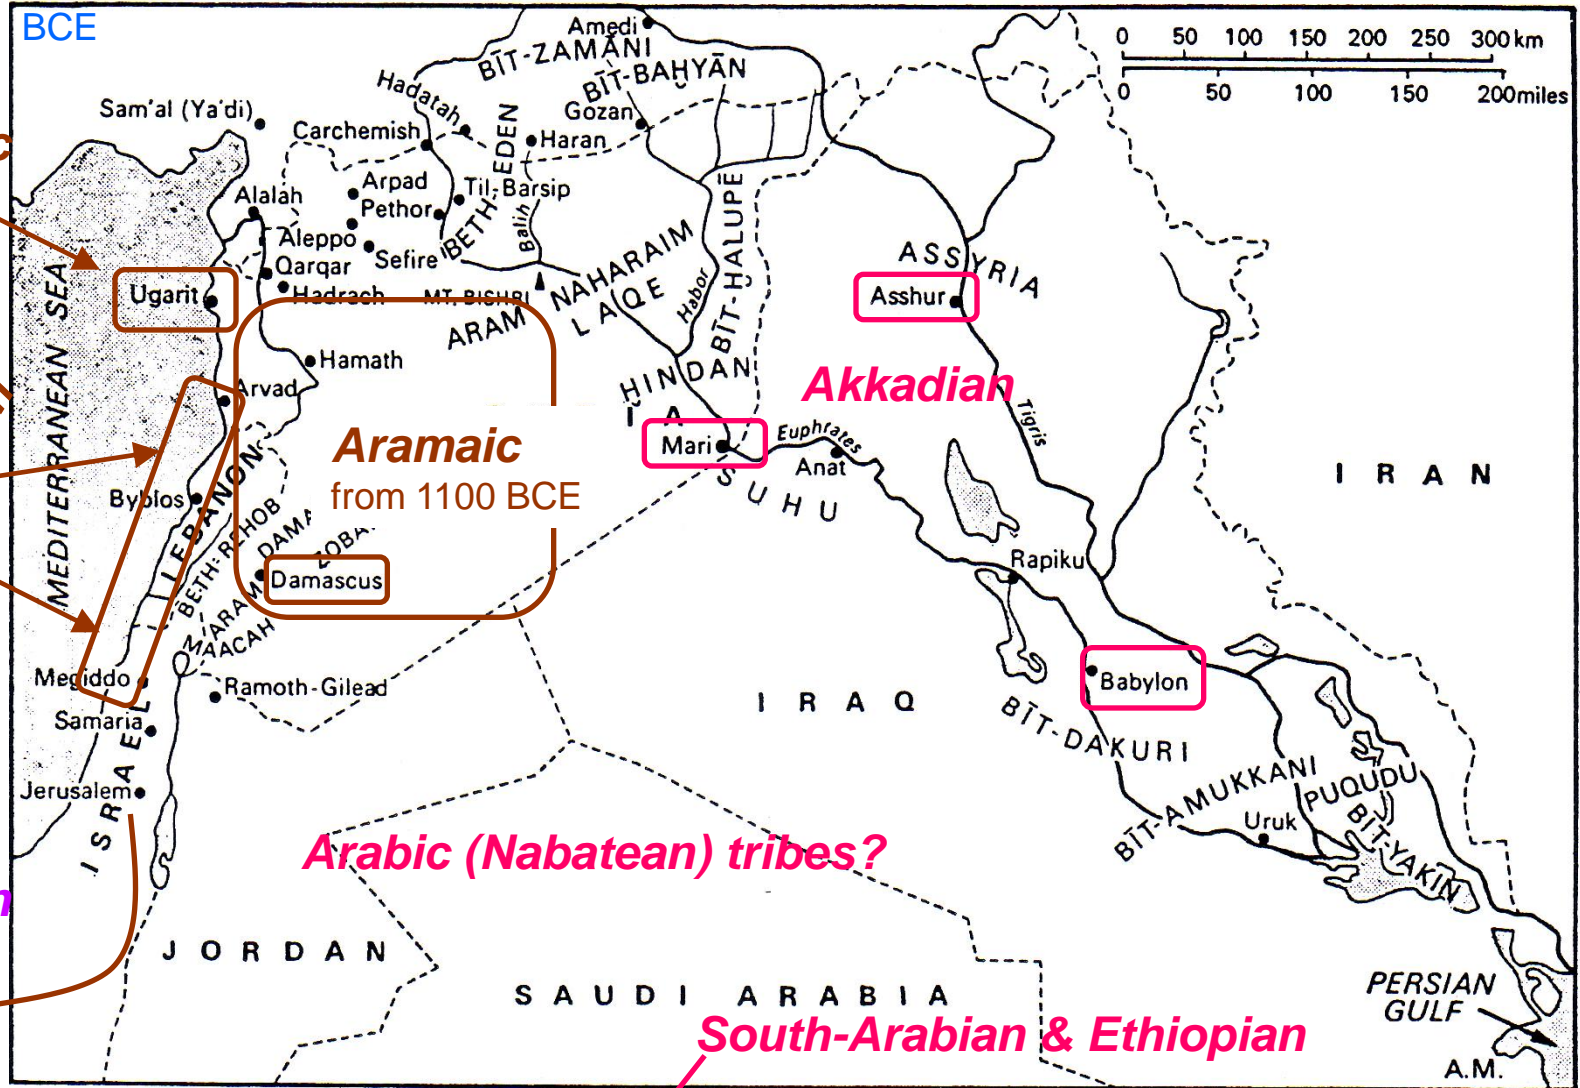 BCE
Amedi
BĪT-ZAMĀNI
BĪT-BAḪYĀN
0 50 100 150 200 250 300 km
0 50 100 150 200 miles
Sam'al (Ya'di)
c
Hadatah
Gozan
Carchemish
Haran
BETH-EDEN
Arpad
Til-Barsip
Pethor
Alalah
Balih
Aleppo
Sefire
Qarqar
Hadrach
MT. BISHRI
Ugarit
ARAM NAHARAIM
LAQE
Habor
BĪT-ḪALUPĒ
ASSYRIA
Asshur
MEDITERRANEAN SEA
Hamath
Arvad
ḪINDAN
Akkadian
Tigris
I A
Mari
Euphrates
Anat
SUHU
Aramaic
from 1100 BCE
IRAN
Byblos
LEBANON
BETH-REHOB
ARAM DAMA
ZOBA
Damascus
MAACAH
Rapiku
Megiddo
Ramoth-Gilead
Samaria
IRAQ
Babylon
BĪT-DAKURI
Jerusalem
ISRAEL
BĪT-AMUKKANI
PUQUDU
Uruk
BĪT-YAKIN
Arabic (Nabatean) tribes?
JORDAN
SAUDI ARABIA
PERSIAN
GULF
South-Arabian & Ethiopian
A.M.